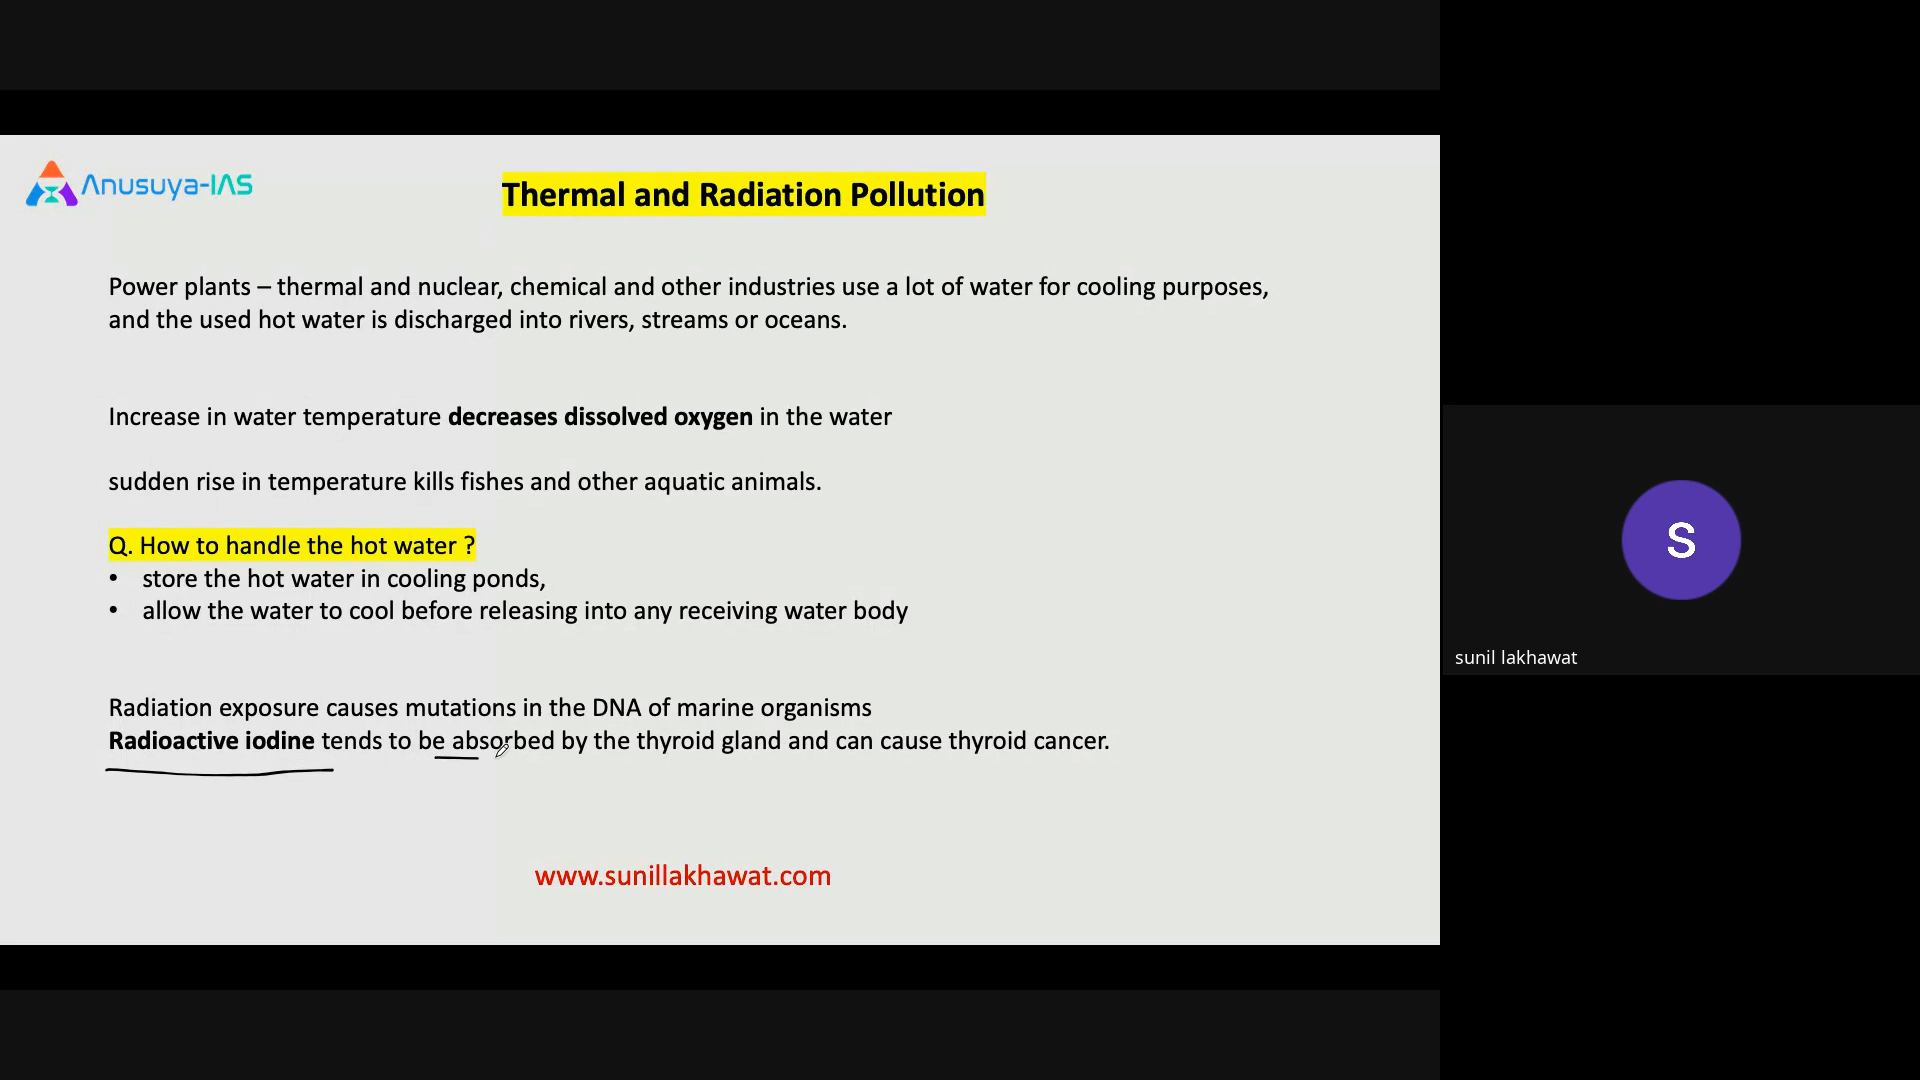 Anusuya-IAS
Thermal and Radiation Pollution
Power plants – thermal and nuclear, chemical and other industries use a lot of water for cooling purposes,
and the used hot water is discharged into rivers, streams or oceans.
Increase in water temperature decreases dissolved oxygen in the water
sudden rise in temperature kills fishes and other aquatic animals.
Q. How to handle the hot water ?
• store the hot water in cooling ponds,
• allow the water to cool before releasing into any receiving water body
Radiation exposure causes mutations in the DNA of marine organisms
Radioactive iodine tends to be absorbed by the thyroid gland and can cause thyroid cancer.
www.sunillakhawat.com
S
sunil lakhawat